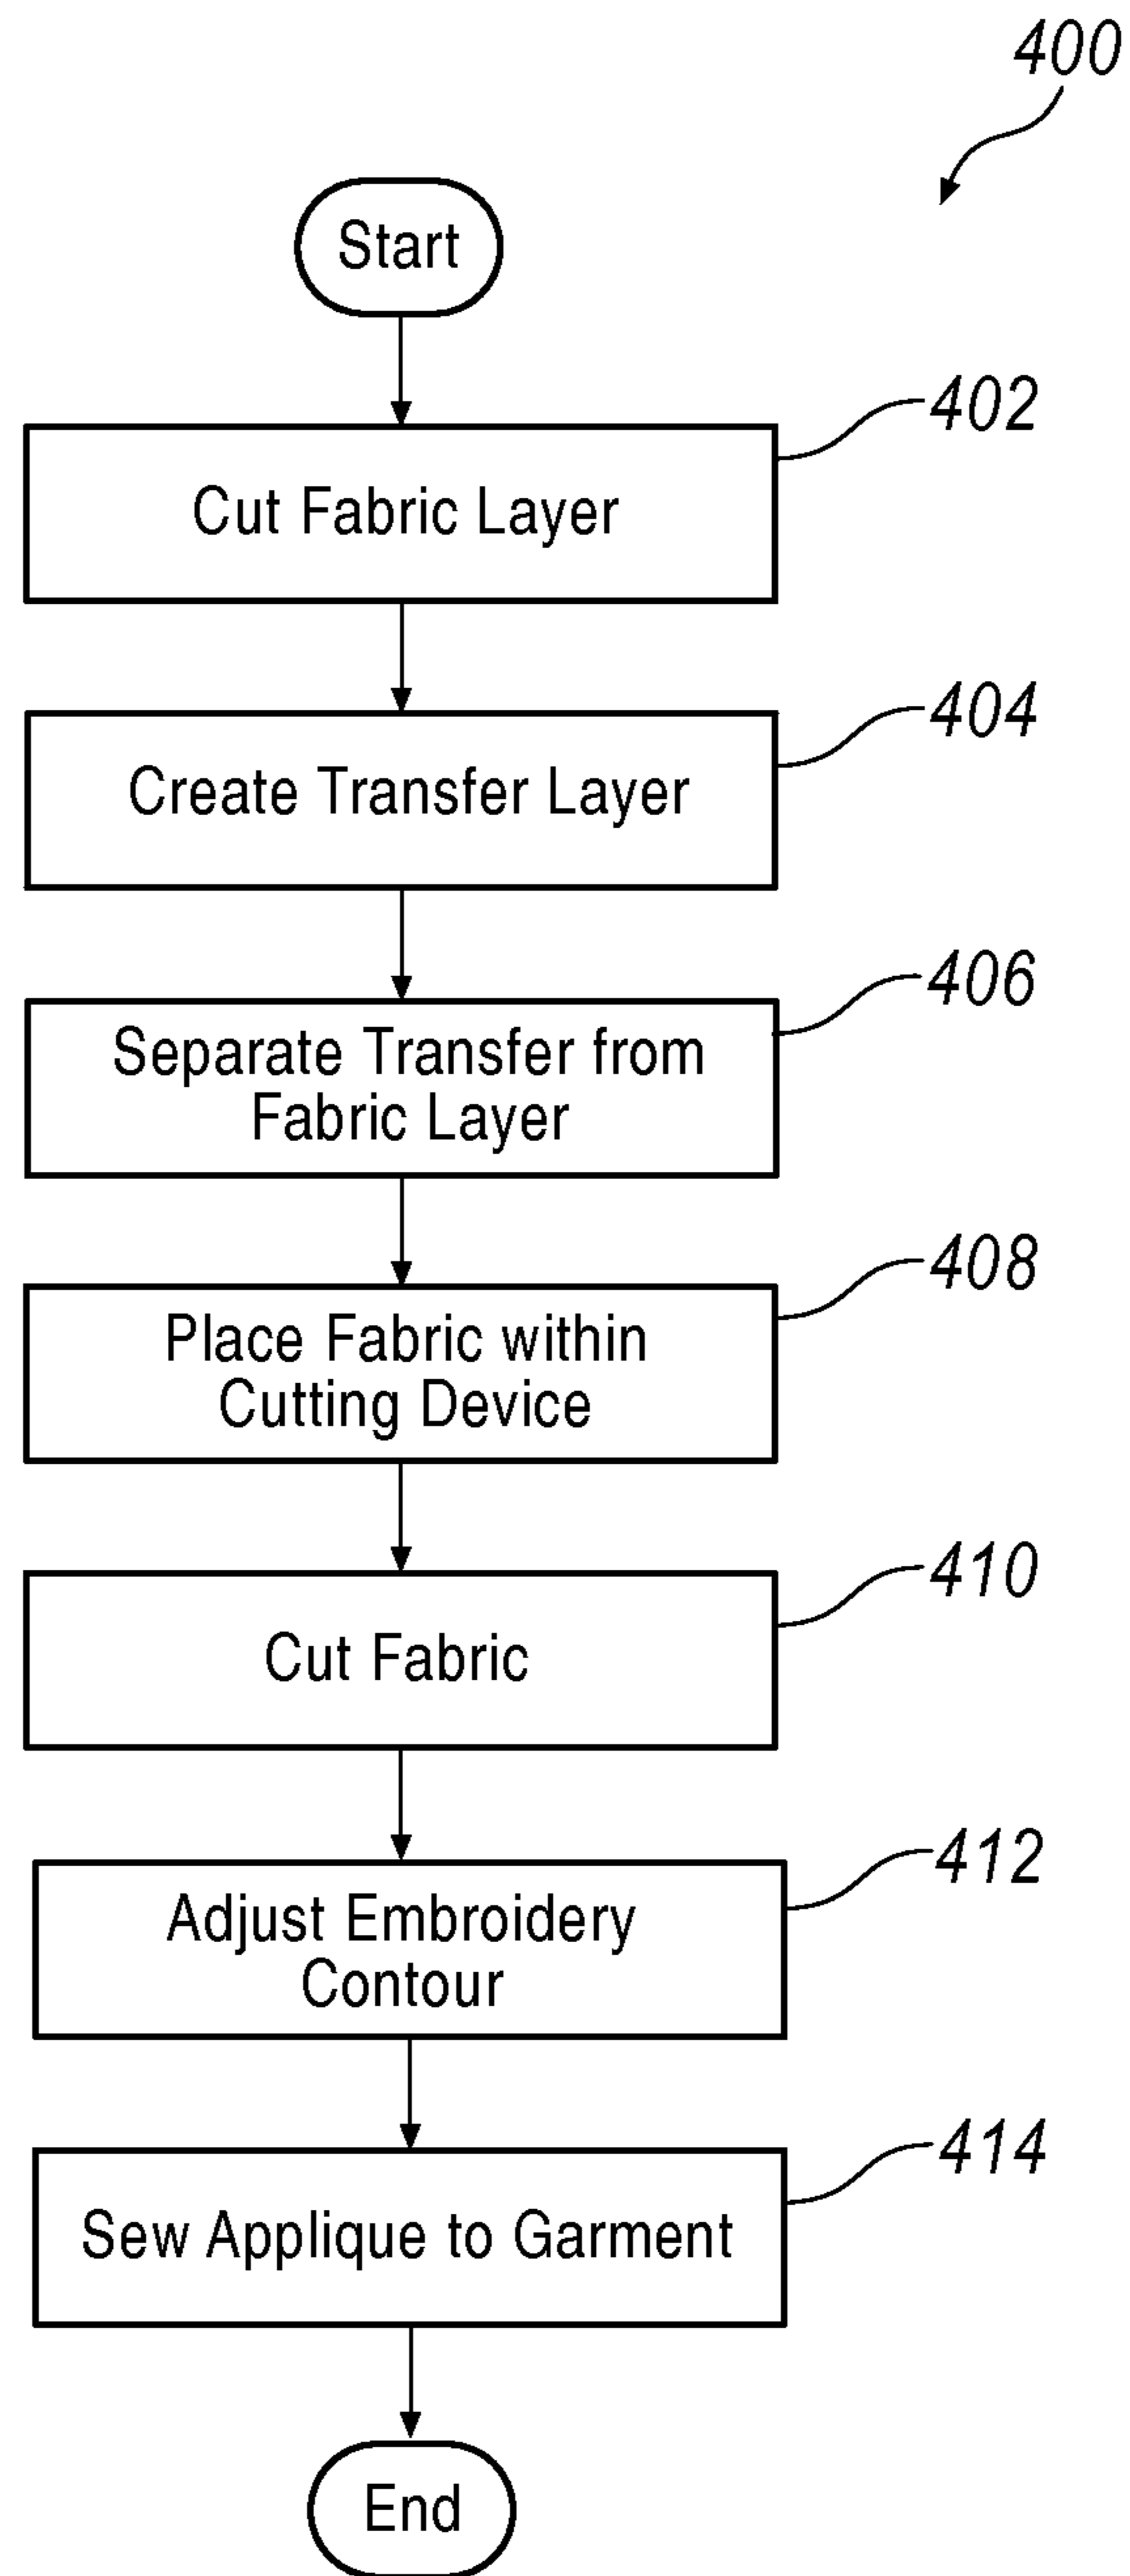 400
Start
402
Cut Fabric Layer
404
Create Transfer Layer
406
Separate Transfer from
Fabric Layer
408
Place Fabric within
Cutting Device
410
Cut Fabric
412
Adjust Embroidery
Contour
414
Sew Applique to Garment
End